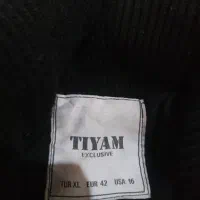 TIYAM
EXCLUSIVE
TUR XL EUR 42 USA 16